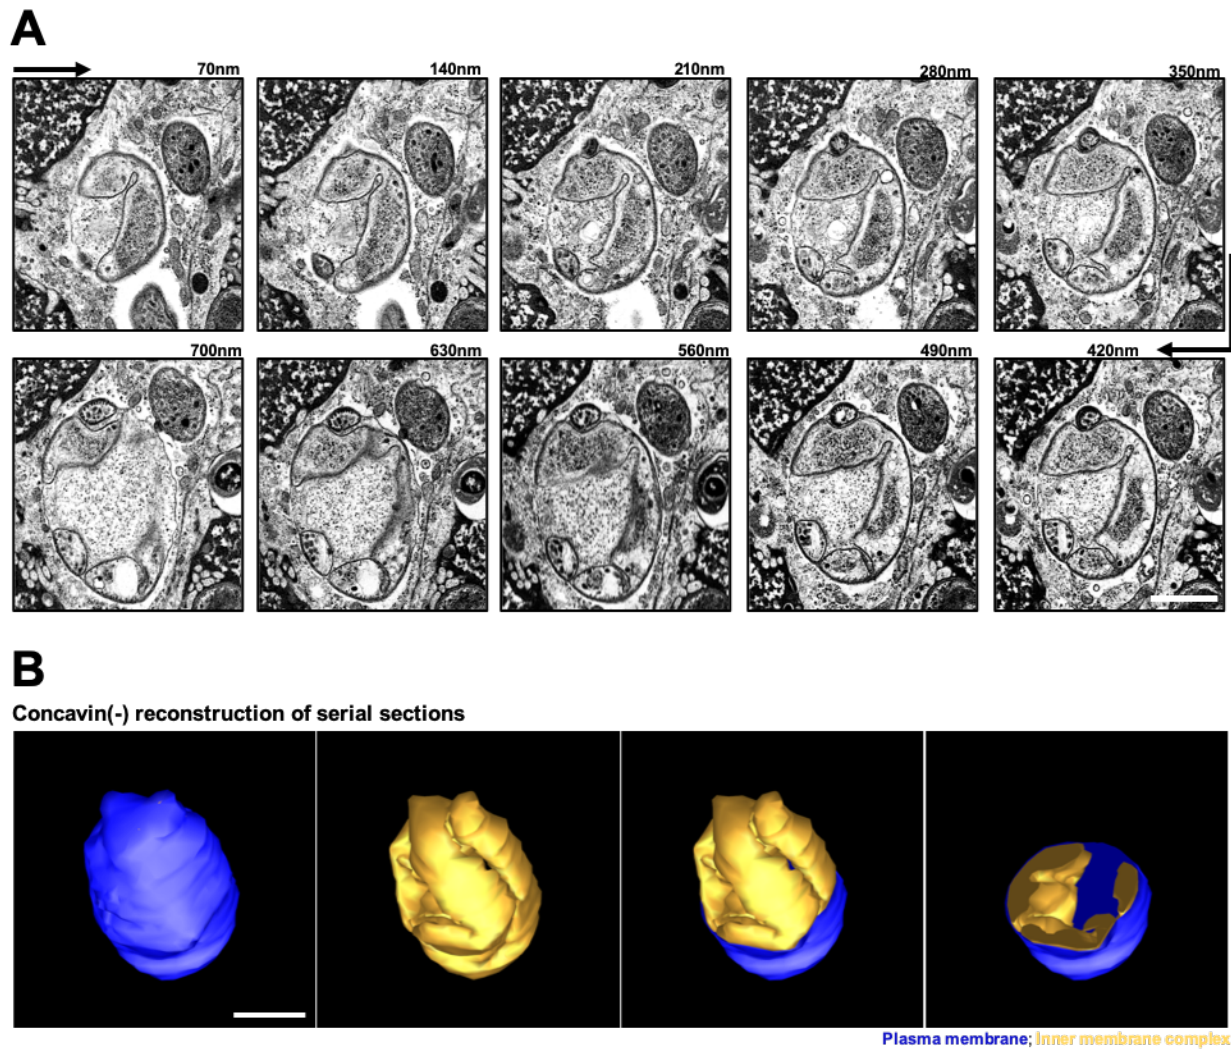 A
70nm 140nm 210nm 280nm 350nm
700nm 630nm 560nm 490nm 420nm
B
Concavin(-) reconstruction of serial sections
Plasma membrane; Inner membrane complex